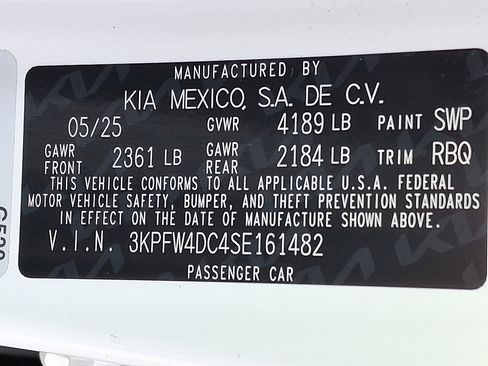 MANUFACTURED BY
KIA MEXICO, S.A. DE C.V.
05/25 GVWR 4189 LB PAINT SWP
GAWR FRONT 2361 LB GAWR REAR 2184 LB TRIM RBQ
THIS VEHICLE CONFORMS TO ALL APPLICABLE U.S.A. FEDERAL
MOTOR VEHICLE SAFETY, BUMPER, AND THEFT PREVENTION STANDARDS
IN EFFECT ON THE DATE OF MANUFACTURE SHOWN ABOVE.
V.I.N. 3KPFW4DC4SE161482
PASSENGER CAR